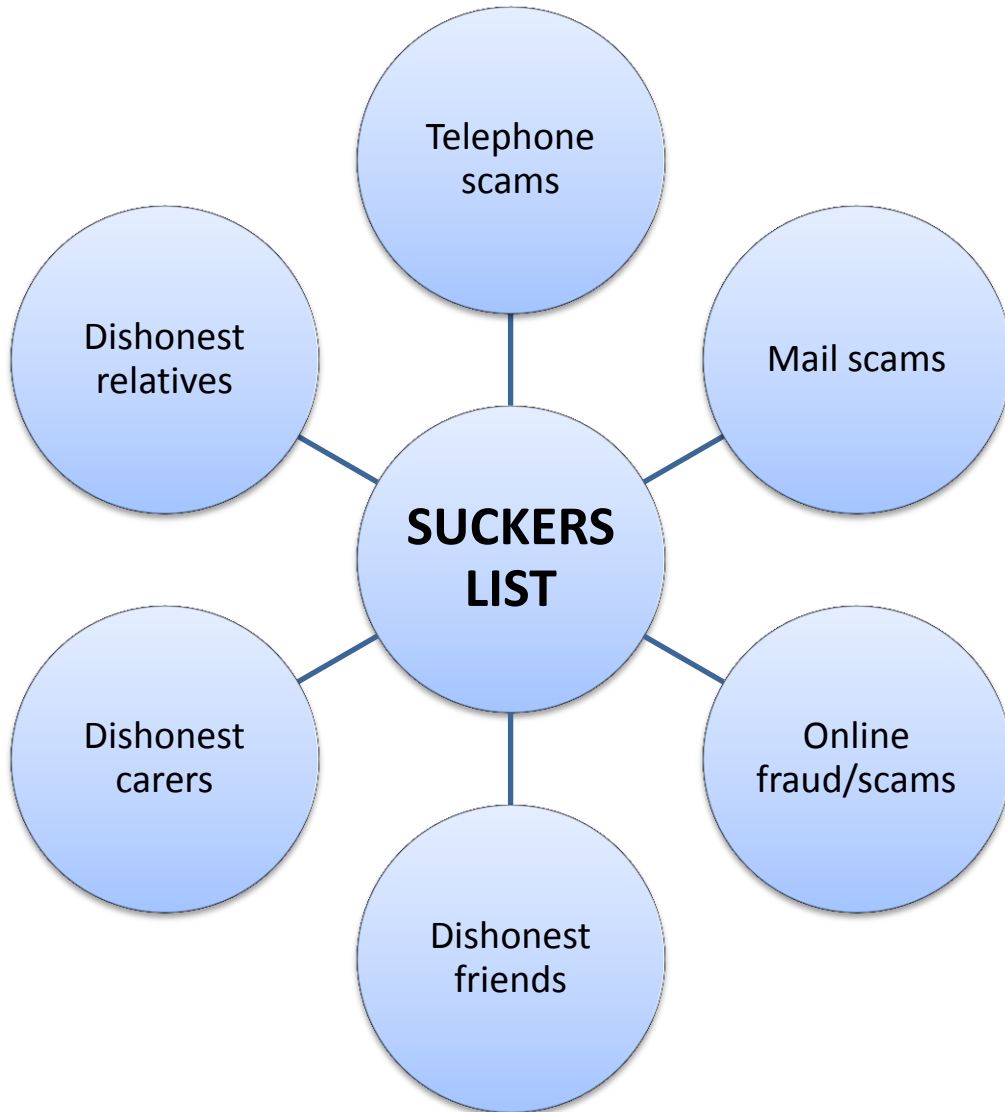 Telephone
scams
Dishonest
relatives
Mail scams
SUCKERS
LIST
Dishonest
carers
Online
fraud/scams
Dishonest
friends